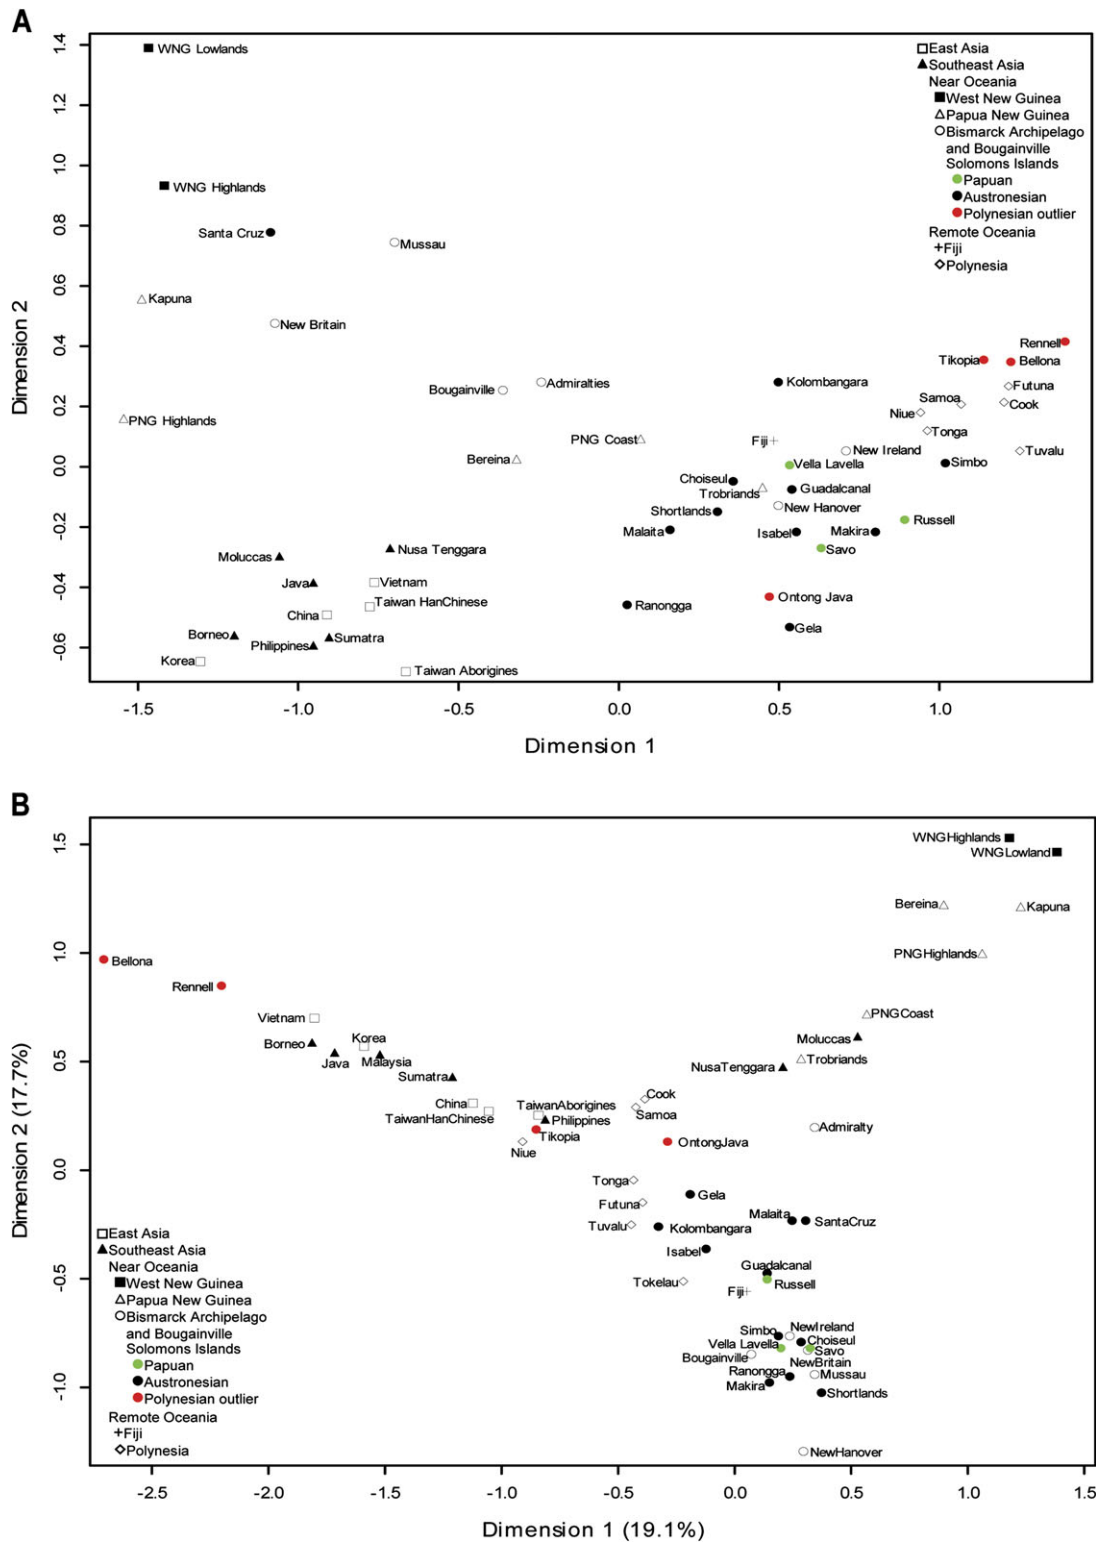 A
WNG Lowlands
WNG Highlands
Santa Cruz
Mussau
Kapuna
New Britain
PNG Highlands
Bougainville
Admiralties
PNG Coast
Bereina
Kolombangara
Fiji
New Ireland
Vella Lavella
Choiseul
Trobriands
Guadalcanal
New Hanover
Shortlands
Malaita
Isabel
Makira
Savo
Russell
Simbo
Ranongga
Ontong Java
Gela
Rennell
Tikopia
Bellona
Futuna
Samoa
Cook
Niue
Tonga
Tuvalu
Moluccas
Nusa Tenggara
Java
Vietnam
Taiwan HanChinese
China
Borneo
Philippines
Sumatra
Korea
Taiwan Aborigines
East Asia
Southeast Asia
Near Oceania
West New Guinea
Papua New Guinea
Bismarck Archipelago
and Bougainville
Solomons Islands
Papuan
Austronesian
Polynesian outlier
Remote Oceania
Fiji
Polynesia
Dimension 2
1.4
1.2
1.0
0.8
0.6
0.4
0.2
0.0
-0.2
-0.4
-0.6
-1.5
-1.0
-0.5
0.0
0.5
1.0
Dimension 1
B
WNGHighlands
WNGLowland
Bereina
Kapuna
PNGHighlands
PNGCoast
Moluccas
Trobriands
NusaTenggara
Admiralty
Bellona
Rennell
Vietnam
Borneo
Korea
Java
Malaysia
Sumatra
China
TaiwanHanChinese
TaiwanAborigines
Philippines
Tikopia
Niue
Cook
Samoa
OntongJava
Tonga
Futuna
Tuvalu
Gela
Kolombangara
Malaita
SantaCruz
Isabel
Guadalcanal
Russell
Tokelau
Fiji
Simbo
NewIreland
Vella Lavella
Choiseul
Savo
Bougainville
NewBritain
Ranongga
Mussau
Makira
Shortlands
NewHanover
East Asia
Southeast Asia
Near Oceania
West New Guinea
Papua New Guinea
Bismarck Archipelago
and Bougainville
Solomons Islands
Papuan
Austronesian
Polynesian outlier
Remote Oceania
Fiji
Polynesia
Dimension 2 (17.7%)
1.5
1.0
0.5
0.0
-0.5
-1.0
-2.5
-2.0
-1.5
-1.0
-0.5
0.0
0.5
1.0
1.5
Dimension 1 (19.1%)